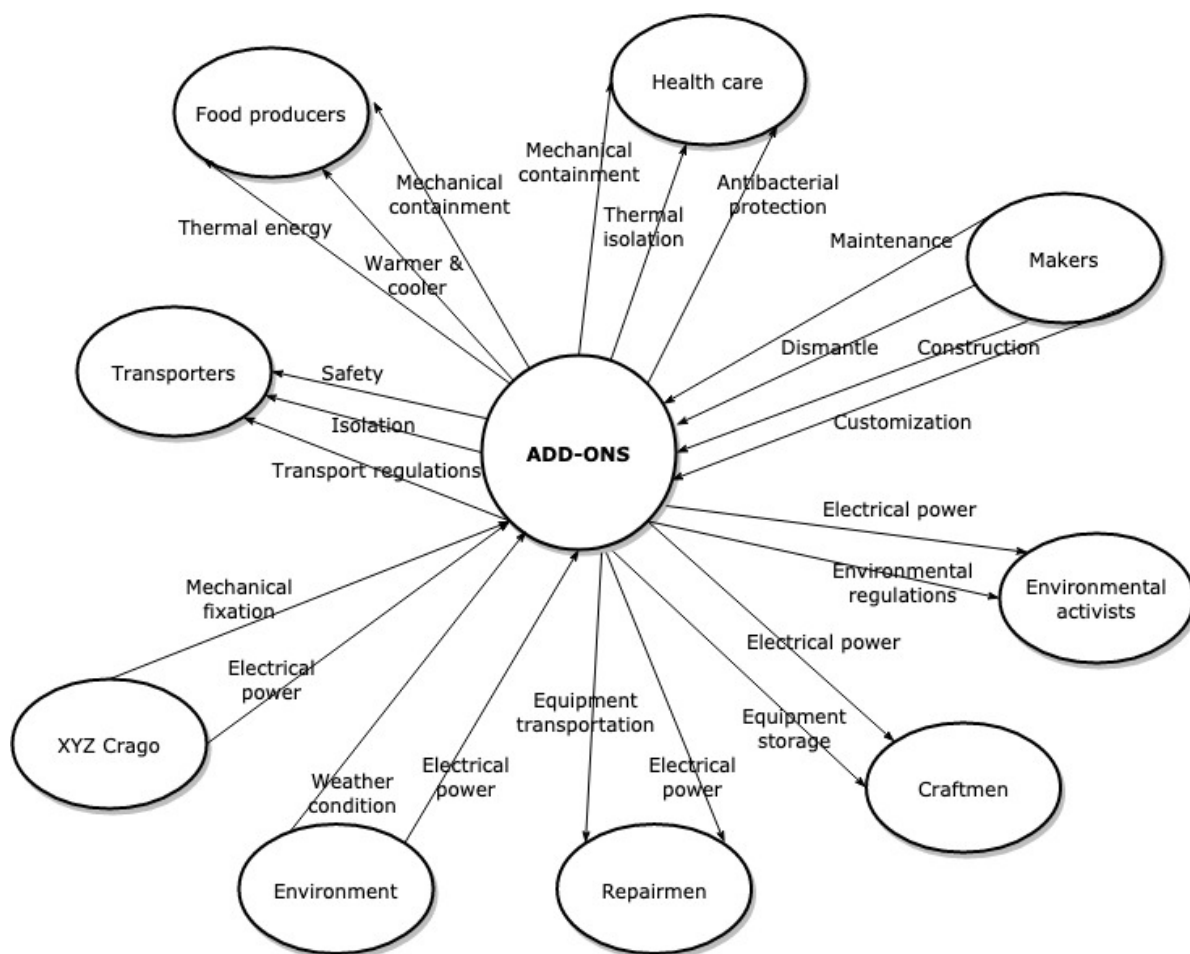 Health care
Food producers
Mechanical
containment
Mechanical
containment
Antibacterial
protection
Thermal
isolation
Thermal energy
Maintenance
Makers
Warmer &
cooler
Transporters
Safety
Dismantle
Construction
Isolation
Customization
ADD-ONS
Transport regulations
Electrical power
Environmental
regulations
Environmental
activists
Mechanical
fixation
Electrical power
Electrical
power
Equipment
transportation
Equipment
storage
XYZ Crago
Weather
condition
Electrical
power
Electrical
power
Craftmen
Environment
Repairmen